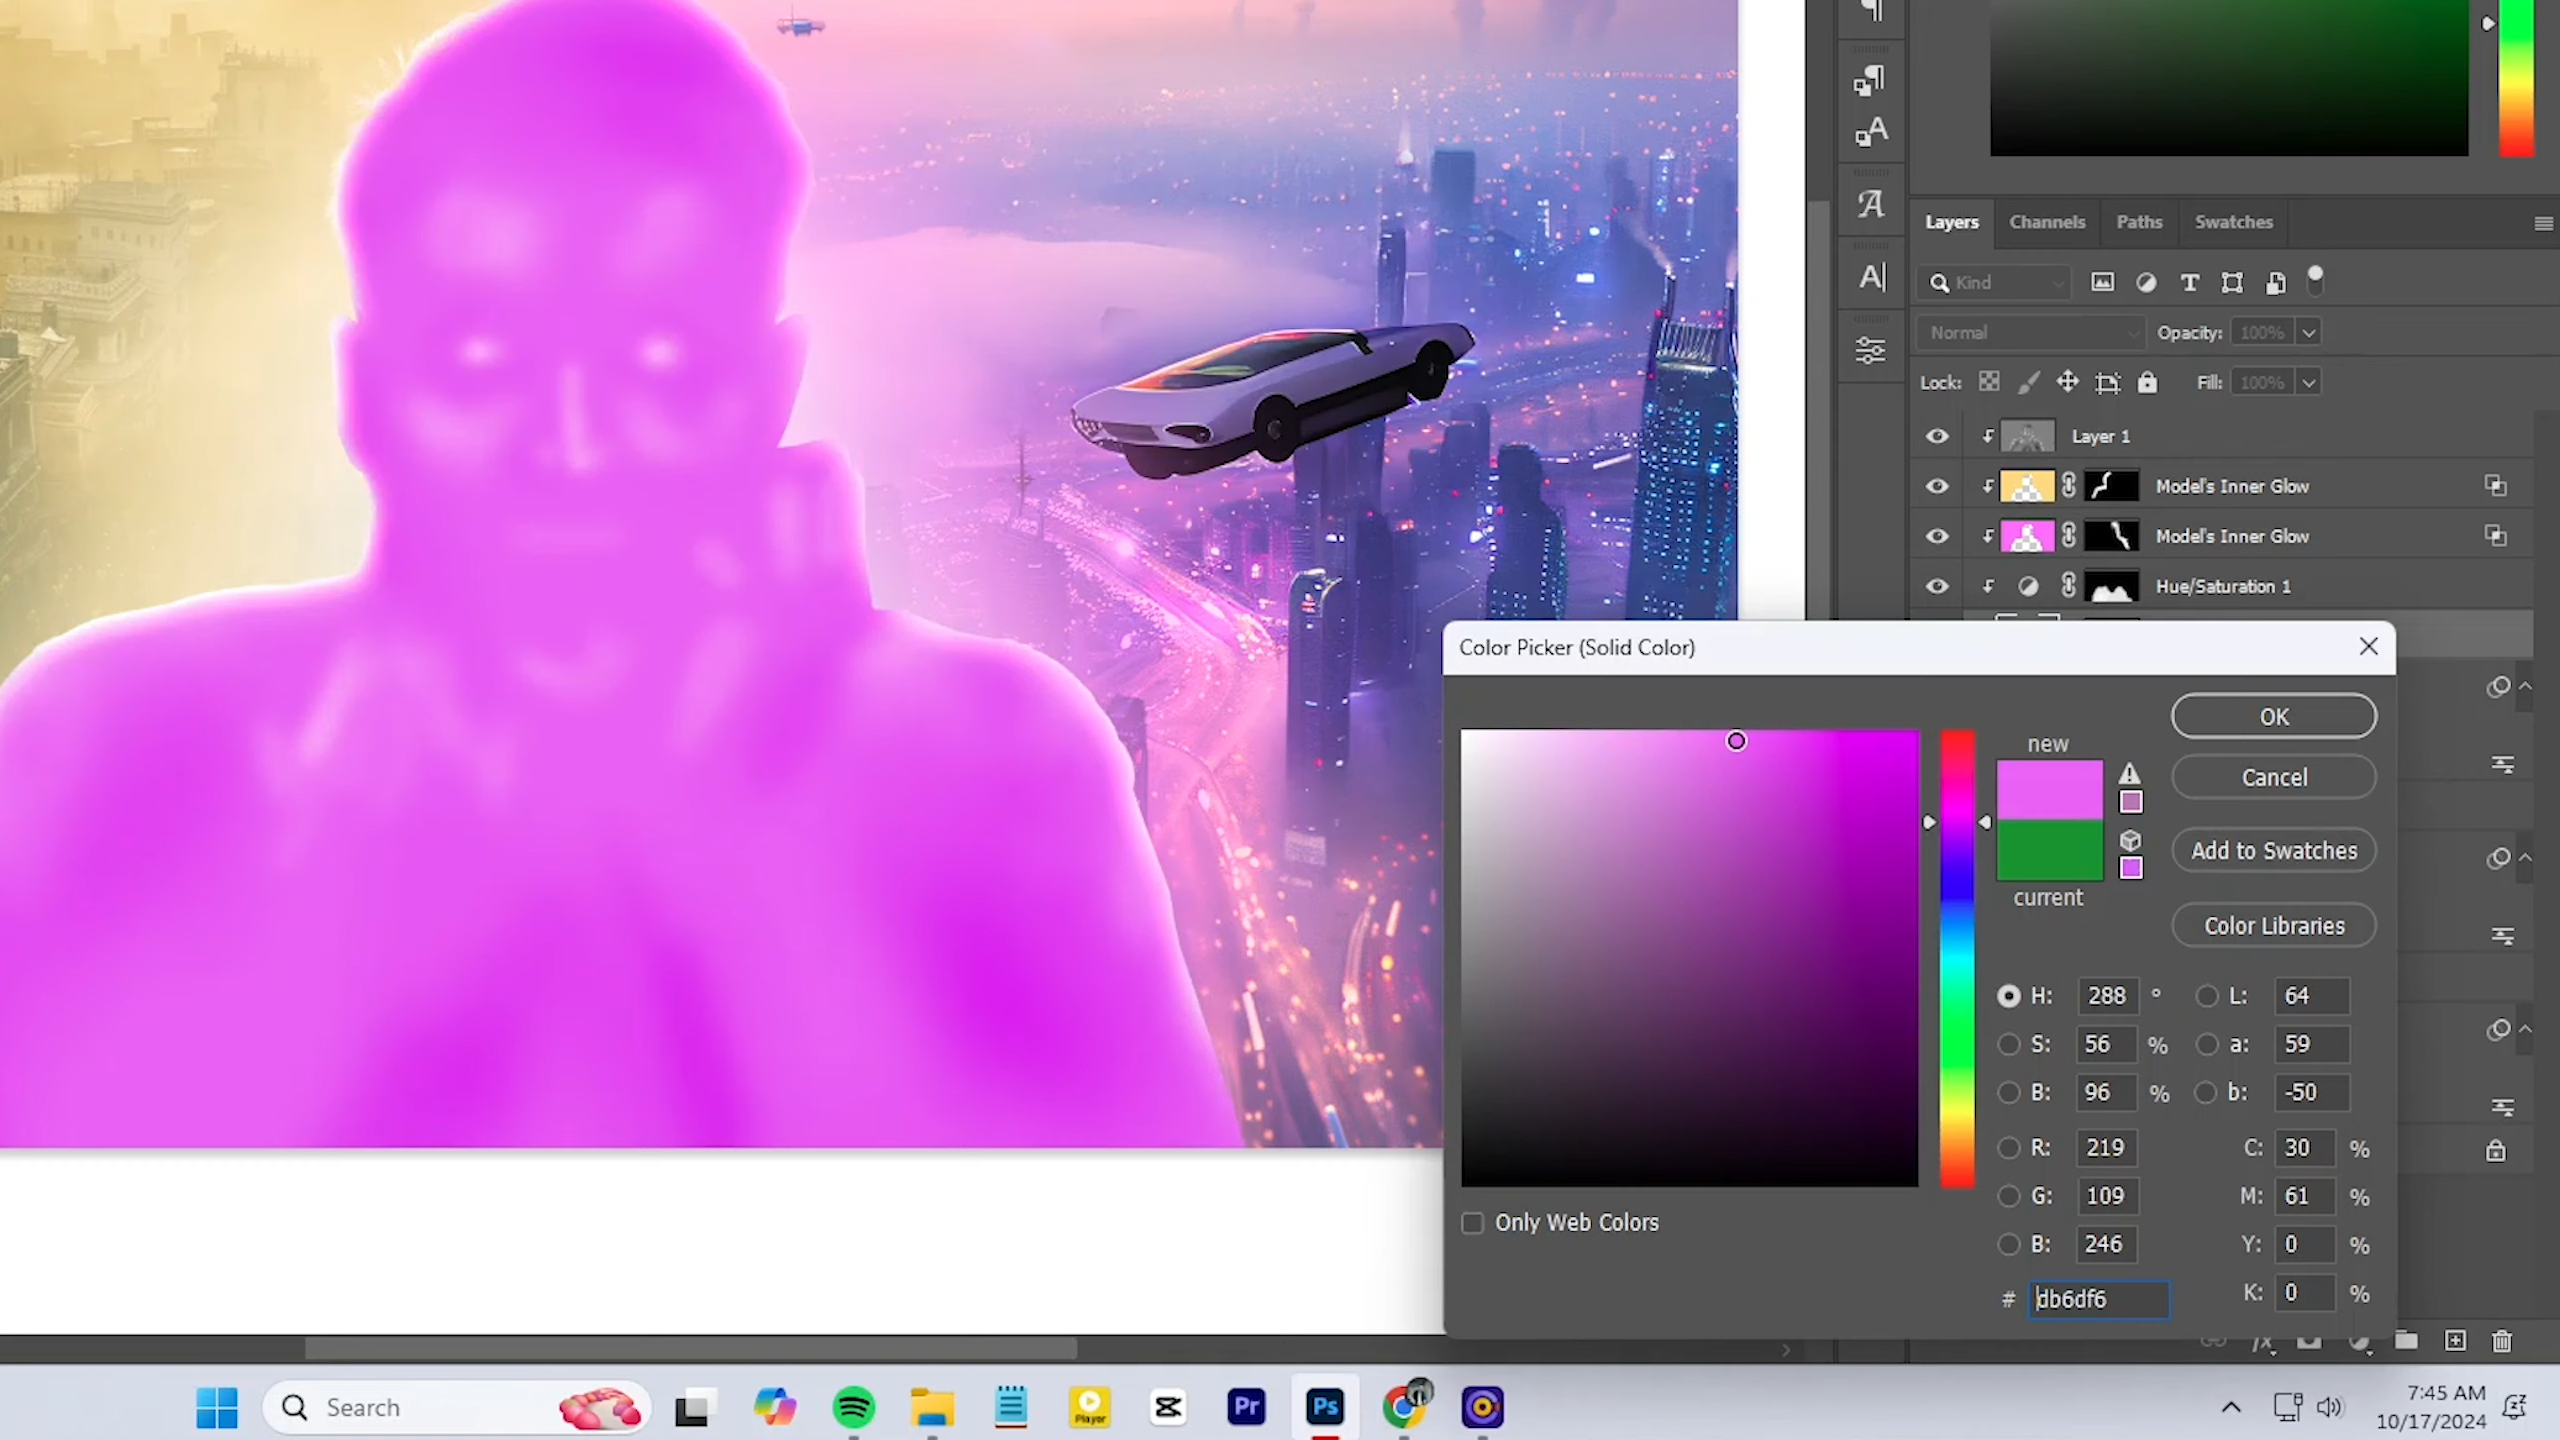 Layers Channels Paths Swatches
Kind
Normal Opacity: 100%
Lock: Fill: 100%
Layer 1
Model's Inner Glow
Model's Inner Glow
Hue/Saturation 1
Color Picker (Solid Color)
new
current
OK
Cancel
Add to Swatches
Color Libraries
H: 288 ° L: 64
S: 56 % a: 59
B: 96 % b: -50
R: 219 C: 30 %
G: 109 M: 61 %
B: 246 Y: 0 %
# db6df6 K: 0 %
Only Web Colors
Search
Player
Pr
Ps
7:45 AM
10/17/2024